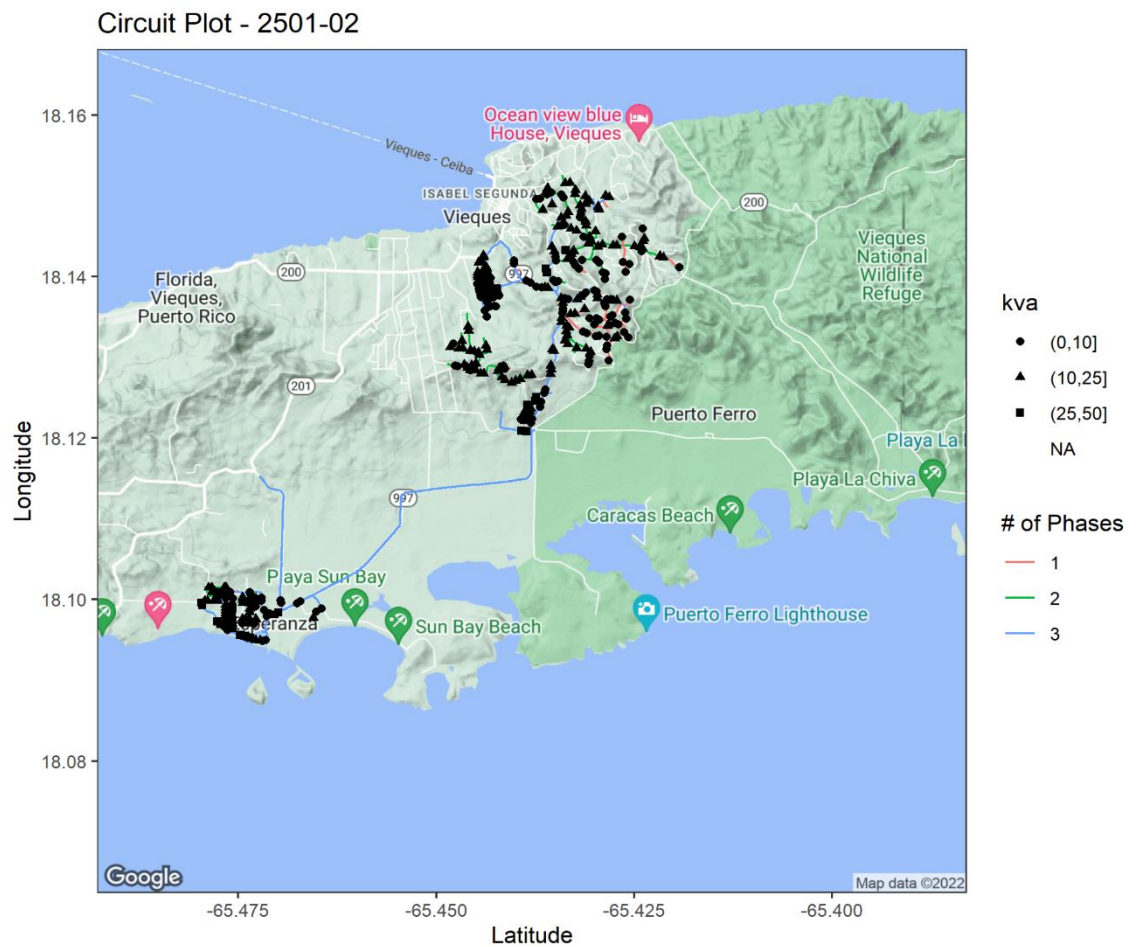 Circuit Plot - 2501-02
18.16
18.14
18.12
18.10
18.08
Longitude
Ocean view blue
House, Vieques
Vieques - Ceiba
ISABEL SEGUNDA
Vieques
200
200
Vieques
National
Wildlife
Refuge
997
Florida,
Vieques,
Puerto Rico
201
Puerto Ferro
Playa La
Playa La Chiva
997
Caracas Beach
Playa Sun Bay
Puerto Ferro Lighthouse
Sun Bay Beach
Google
Map data ©2022
-65.475
-65.450
-65.425
-65.400
Latitude
kva
(0,10]
(10,25]
(25,50]
NA
# of Phases
1
2
3